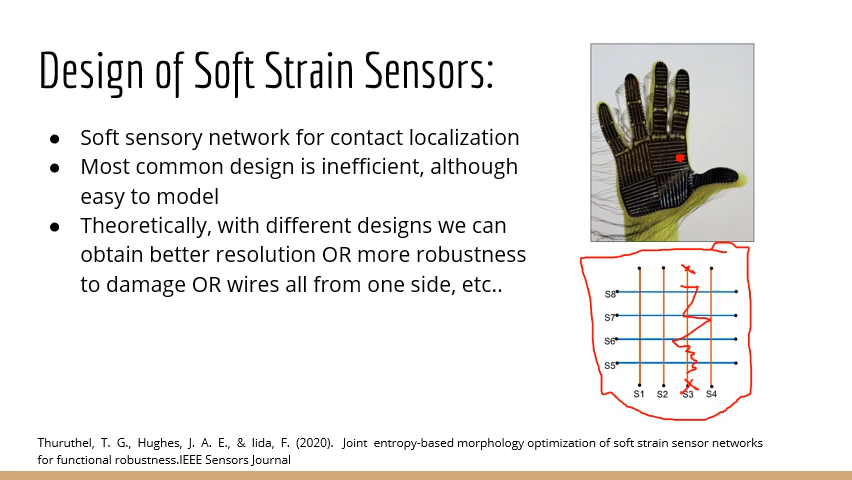 Design of Soft Strain Sensors:
● Soft sensory network for contact localization
● Most common design is inefficient, although
easy to model
● Theoretically, with different designs we can
obtain better resolution OR more robustness
to damage OR wires all from one side, etc..
S8
S7
S6
S5
S1 S2 S3 S4
Thuruthel, T. G., Hughes, J. A. E., & Iida, F. (2020). Joint entropy-based morphology optimization of soft strain sensor networks
for functional robustness.IEEE Sensors Journal